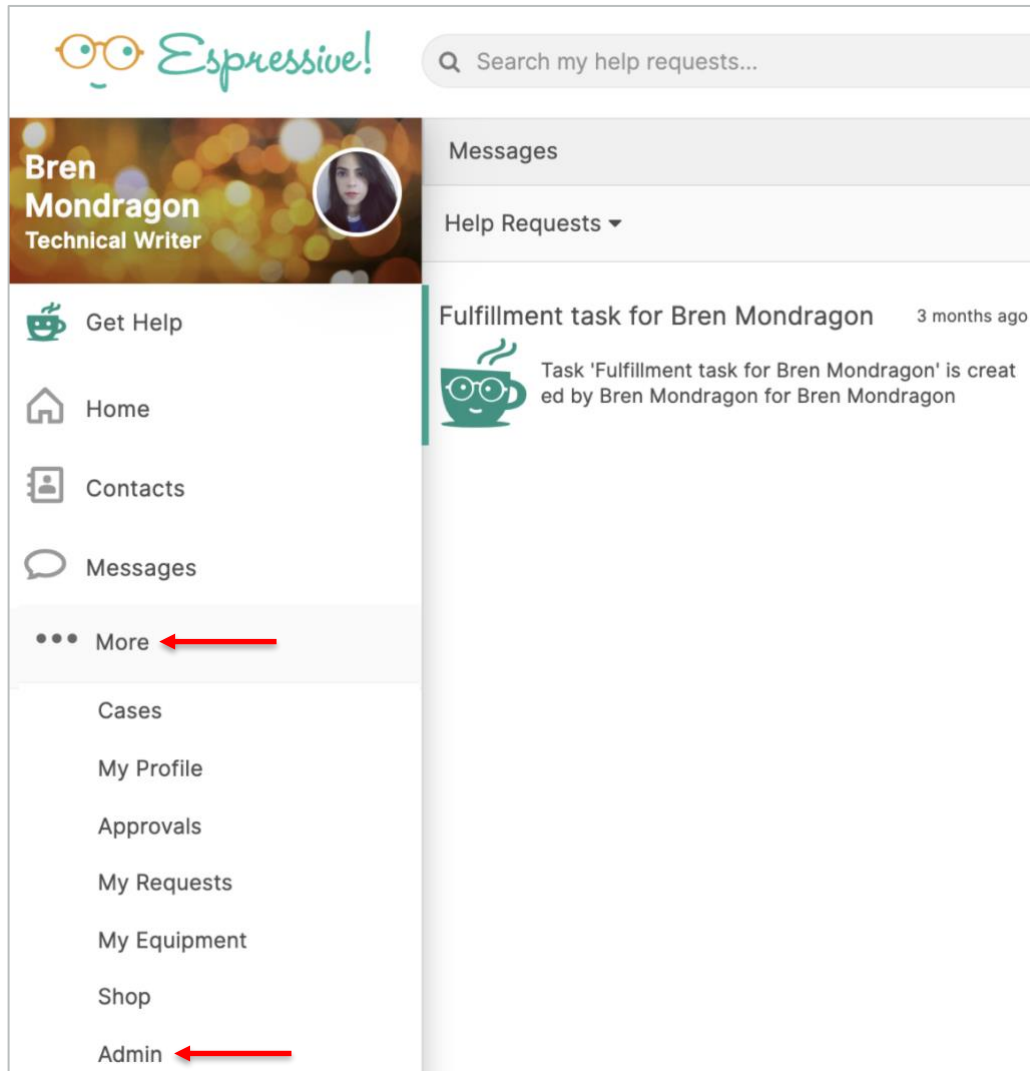 Espressive!
Search my help requests...
Bren
Mondragon
Technical Writer
Get Help
Home
Contacts
Messages
••• More
Cases
My Profile
Approvals
My Requests
My Equipment
Shop
Admin
Messages
Help Requests
Fulfillment task for Bren Mondragon 3 months ago
Task 'Fulfillment task for Bren Mondragon' is creat
ed by Bren Mondragon for Bren Mondragon